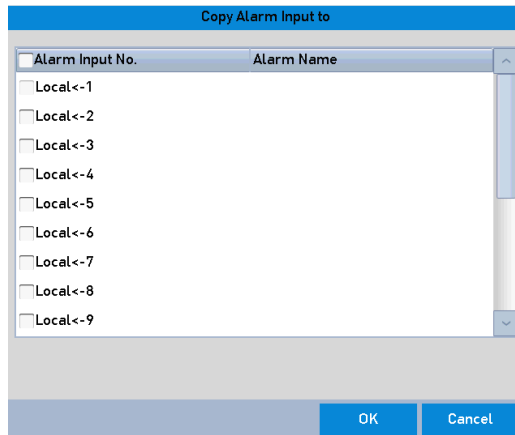 Copy Alarm Input to
Alarm Input No. Alarm Name
Local<-1
Local<-2
Local<-3
Local<-4
Local<-5
Local<-6
Local<-7
Local<-8
Local<-9
OK Cancel